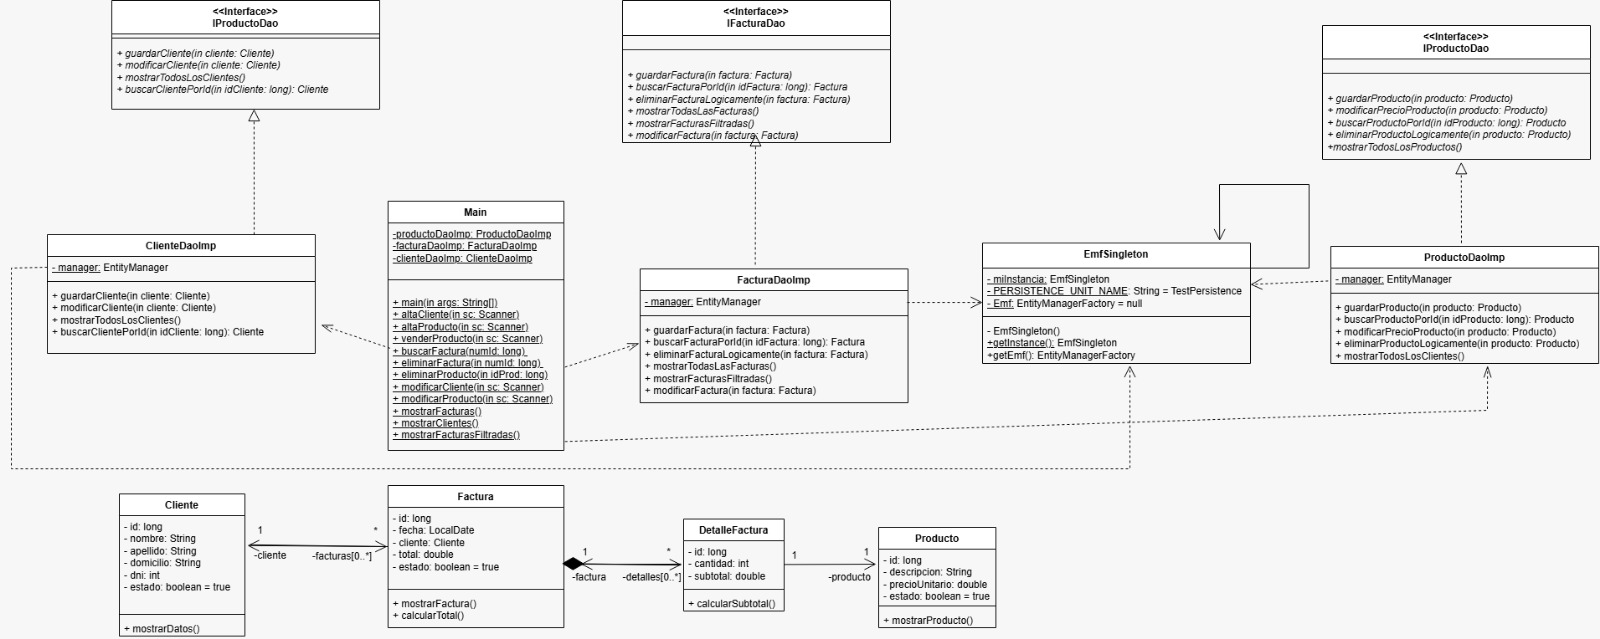 <<Interface>>
IProductoDao
+ guardarCliente(in cliente: Cliente)
+ modificarCliente(in cliente: Cliente)
+ mostrarTodosLosClientes()
+ buscarClientePorId(in idCliente: long): Cliente
<<Interface>>
IFacturaDao
+ guardarFactura(in factura: Factura)
+ buscarFacturaPorId(in idFactura: long): Factura
+ eliminarFacturaLogicamente(in factura: Factura)
+ mostrarTodasLasFacturas()
+ mostrarFacturasFiltradas()
+ modificarFactura(in factura: Factura)
<<Interface>>
IProductoDao
+ guardarProducto(in producto: Producto)
+ modificarPrecioProducto(in producto: Producto)
+ buscarProductoPorId(in idProducto: long): Producto
+ eliminarProductoLogicamente(in producto: Producto)
+mostrarTodosLosProductos()
ClienteDaoImp
- manager: EntityManager
+ guardarCliente(in cliente: Cliente)
+ modificarCliente(in cliente: Cliente)
+ mostrarTodosLosClientes()
+ buscarClientePorId(in idCliente: long): Cliente
Main
-productoDaoImp: ProductoDaoImp
-facturaDaoImp: FacturaDaoImp
-clienteDaoImp: ClienteDaoImp
+ main(in args: String[])
+ altaCliente(in sc: Scanner)
+ altaProducto(in sc: Scanner)
+ venderProducto(in sc: Scanner)
+ buscarFactura(numId: long)
+ eliminarFactura(in numId: long)
+ eliminarProducto(in idProd: long)
+ modificarCliente(in sc: Scanner)
+ modificarProducto(in sc: Scanner)
+ mostrarFacturas()
+ mostrarClientes()
+ mostrarFacturasFiltradas()
FacturaDaoImp
- manager: EntityManager
+ guardarFactura(in factura: Factura)
+ buscarFacturaPorId(in idFactura: long): Factura
+ eliminarFacturaLogicamente(in factura: Factura)
+ mostrarTodasLasFacturas()
+ mostrarFacturasFiltradas()
+ modificarFactura(in factura: Factura)
EmfSingleton
- miInstancia: EmfSingleton
- PERSISTENCE_UNIT_NAME: String = TestPersistence
- Emf: EntityManagerFactory = null
- EmfSingleton()
+getInstance(): EmfSingleton
+getEmf(): EntityManagerFactory
ProductoDaoImp
- manager: EntityManager
+ guardarProducto(in producto: Producto)
+ buscarProductoPorId(in idProducto: long): Producto
+ modificarPrecioProducto(in producto: Producto)
+ eliminarProductoLogicamente(in producto: Producto)
+ mostrarTodosLosClientes()
Cliente
- id: long
- nombre: String
- apellido: String
- domicilio: String
- dni: int
- estado: boolean = true
+ mostrarDatos()
1
-cliente
*
-facturas[0..*]
Factura
- id: long
- fecha: LocalDate
- cliente: Cliente
- total: double
- estado: boolean = true
+ mostrarFactura()
+ calcularTotal()
1
-factura
*
-detalles[0..*]
DetalleFactura
- id: long
- cantidad: int
- subtotal: double
+ calcularSubtotal()
1
1
-producto
Producto
- id: long
- descripcion: String
- precioUnitario: double
- estado: boolean = true
+ mostrarProducto()